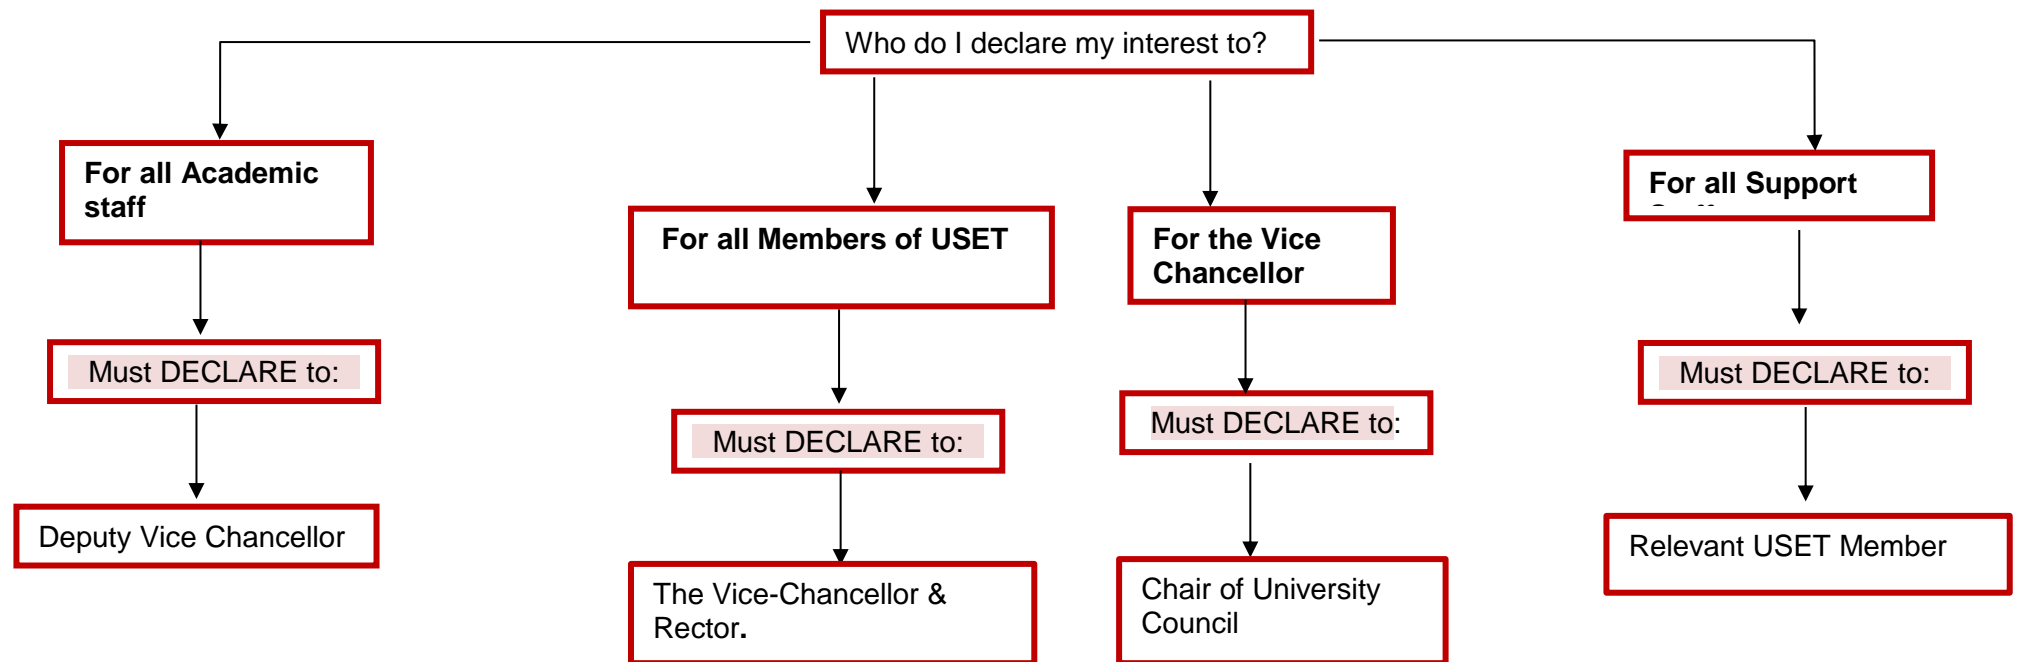 Who do I declare my interest to?
For all Academic
staff
Must DECLARE to:
Deputy Vice Chancellor
For all Members of USET
Must DECLARE to:
The Vice-Chancellor &
Rector.
For the Vice
Chancellor
Must DECLARE to:
Chair of University
Council
For all Support
Must DECLARE to:
Relevant USET Member